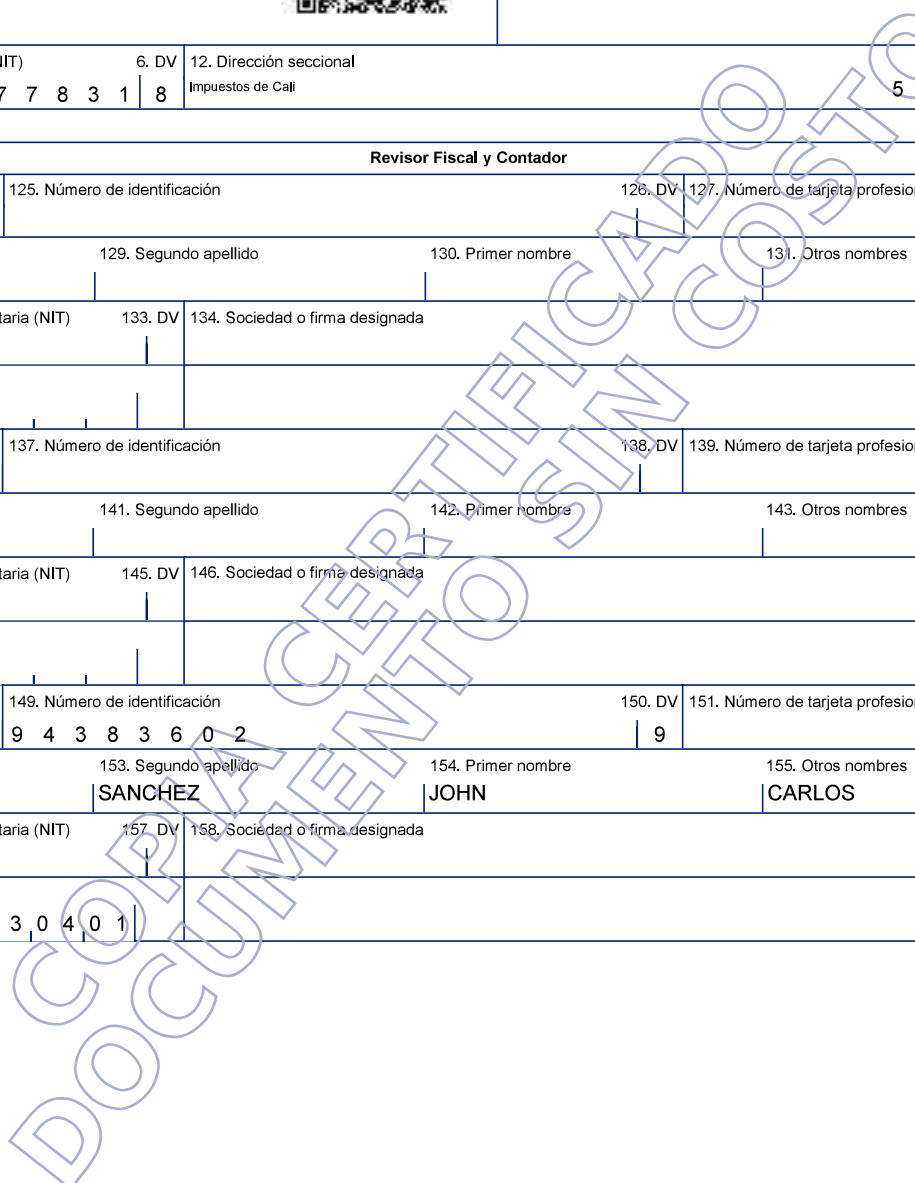 IIT) 6. DV 12. Dirección seccional
7 7 8 3 1 8 Impuestos de Cali 5
Revisor Fiscal y Contador
125. Número de identificación 126. DV 127. Número de tarjeta profesion
129. Segundo apellido 130. Primer nombre 131. Otros nombres
taria (NIT) 133. DV 134. Sociedad o firma designada
137. Número de identificación 138. DV 139. Número de tarjeta profesion
141. Segundo apellido 142. Primer nombre 143. Otros nombres
taria (NIT) 145. DV 146. Sociedad o firma designada
149. Número de identificación 150. DV 151. Número de tarjeta profesion
9 4 3 8 3 6 0 2 9
153. Segundo apellido 154. Primer nombre 155. Otros nombres
SANCHEZ JOHN CARLOS
taria (NIT) 157. DV 158. Sociedad o firma designada
3 0 4 0 1
COPIA CERTIFICADO
DOCUMENTO SIN COSTO